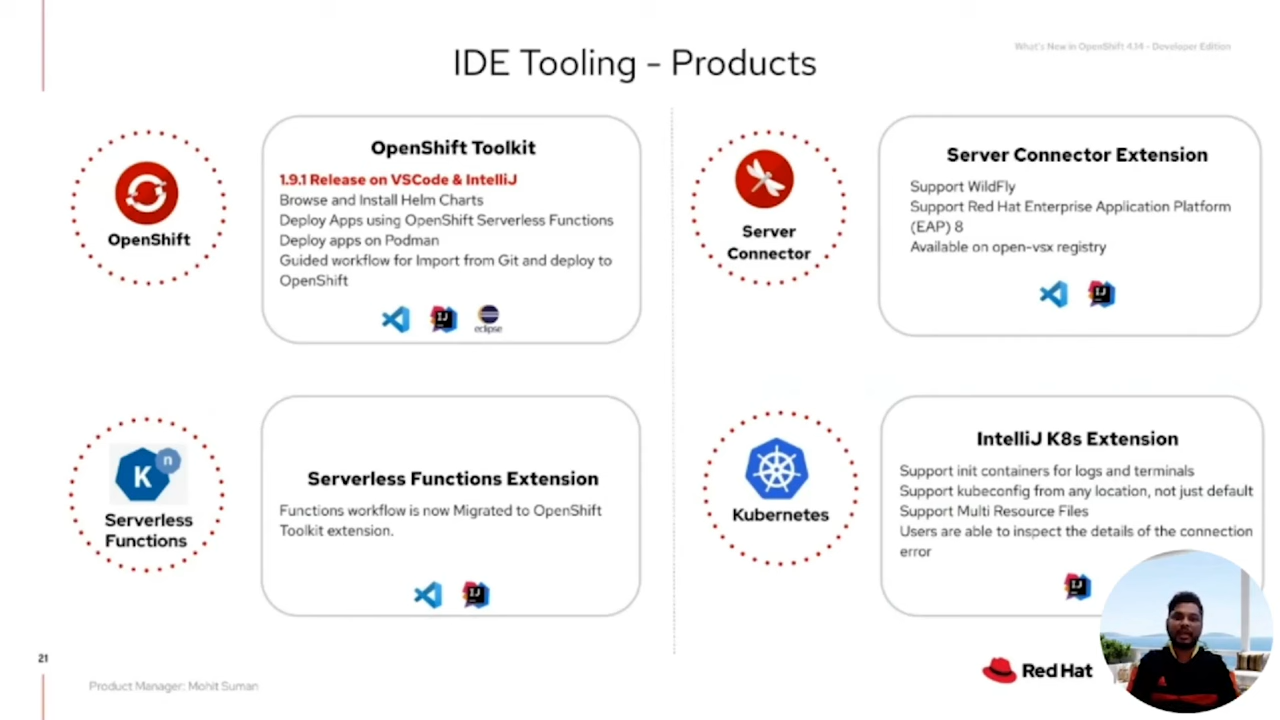 What's New in OpenShift 4.14 - Developer Edition
IDE Tooling - Products
OpenShift
OpenShift Toolkit
1.9.1 Release on VSCode & IntelliJ
Browse and Install Helm Charts
Deploy Apps using OpenShift Serverless Functions
Deploy apps on Podman
Guided workflow for Import from Git and deploy to
OpenShift
IJ
eclipse
Server
Connector
Server Connector Extension
Support WildFly
Support Red Hat Enterprise Application Platform
(EAP) 8
Available on open-vsx registry
IJ
K
n
Serverless
Functions
Serverless Functions Extension
Functions workflow is now Migrated to OpenShift
Toolkit extension.
IJ
Kubernetes
IntelliJ K8s Extension
Support init containers for logs and terminals
Support kubeconfig from any location, not just default
Support Multi Resource Files
Users are able to inspect the details of the connection
error
IJ
21
Product Manager: Mohit Suman
Red Hat